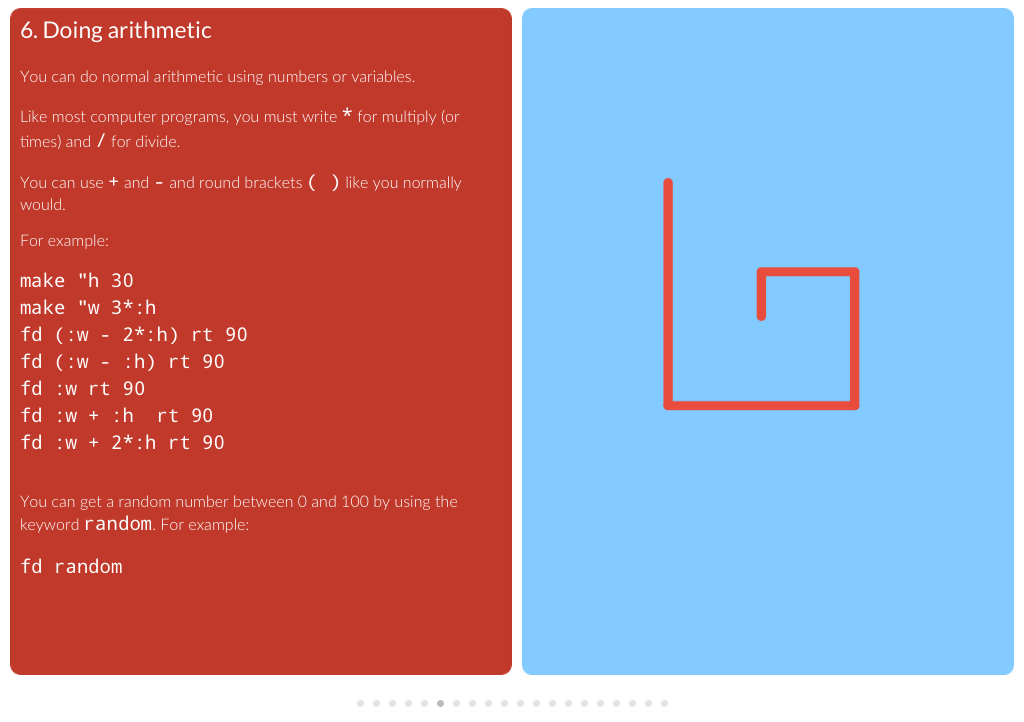 6. Doing arithmetic
You can do normal arithmetic using numbers or variables.
Like most computer programs, you must write * for multiply (or
times) and / for divide.
You can use + and - and round brackets ( ) like you normally
would.
For example:
make "h 30
make "w 3*:h
fd (:w - 2*:h) rt 90
fd (:w - :h) rt 90
fd :w rt 90
fd :w + :h  rt 90
fd :w + 2*:h rt 90
You can get a random number between 0 and 100 by using the
keyword random. For example:
fd random